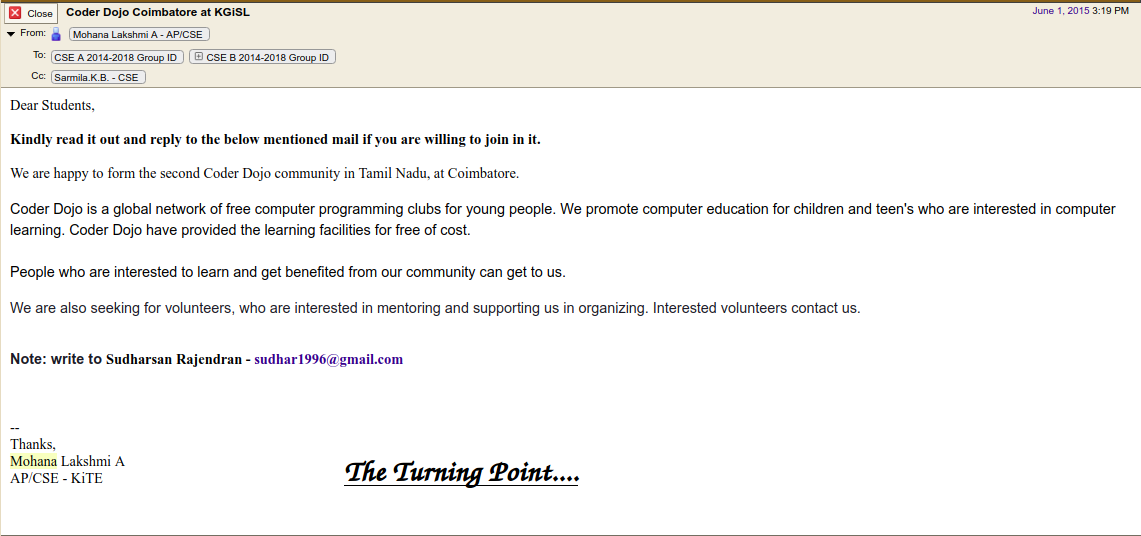 Close Coder Dojo Coimbatore at KGiSL June 1, 2015 3:19 PM
From: Mohana Lakshmi A - AP/CSE
To: CSE A 2014-2018 Group ID CSE B 2014-2018 Group ID
Cc: Sarmila.K.B. - CSE
Dear Students,
Kindly read it out and reply to the below mentioned mail if you are willing to join in it.
We are happy to form the second Coder Dojo community in Tamil Nadu, at Coimbatore.
Coder Dojo is a global network of free computer programming clubs for young people. We promote computer education for children and teen's who are interested in computer
learning. Coder Dojo have provided the learning facilities for free of cost.
People who are interested to learn and get benefited from our community can get to us.
We are also seeking for volunteers, who are interested in mentoring and supporting us in organizing. Interested volunteers contact us.
Note: write to Sudharsan Rajendran - sudhar1996@gmail.com
--
Thanks,
Mohana Lakshmi A
AP/CSE - KiTE
The Turning Point....